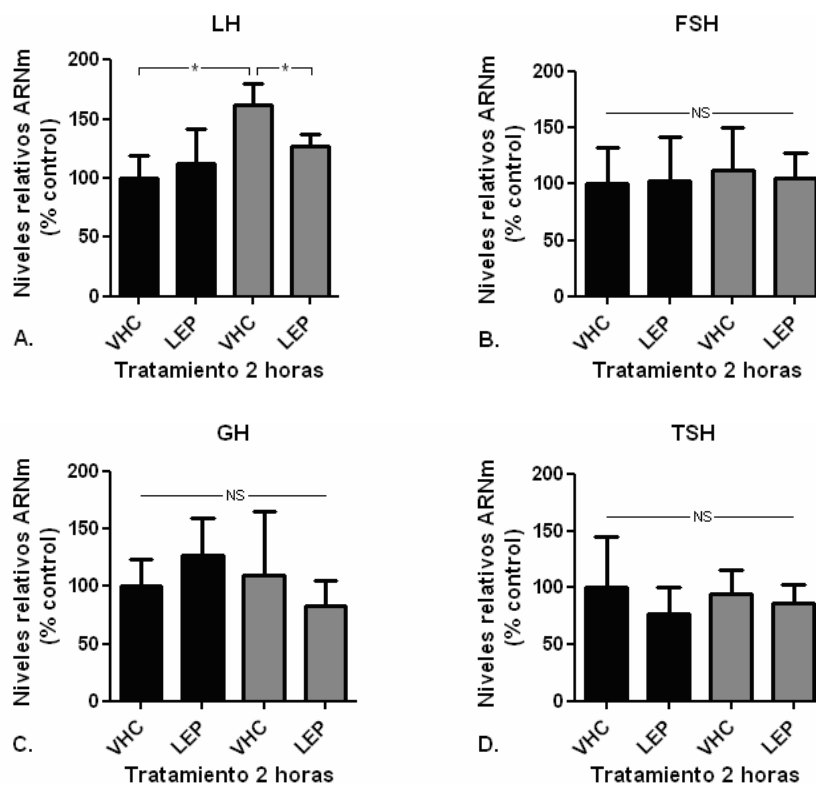 LH
Niveles relativos ARNm
(% control)
200
150
100
50
0
*
*
VHC
LEP
VHC
LEP
A.
Tratamiento 2 horas
FSH
Niveles relativos ARNm
(% control)
200
150
100
50
0
NS
VHC
LEP
VHC
LEP
B.
Tratamiento 2 horas
GH
Niveles relativos ARNm
(% control)
200
150
100
50
0
NS
VHC
LEP
VHC
LEP
C.
Tratamiento 2 horas
TSH
Niveles relativos ARNm
(% control)
200
150
100
50
0
NS
VHC
LEP
VHC
LEP
D.
Tratamiento 2 horas